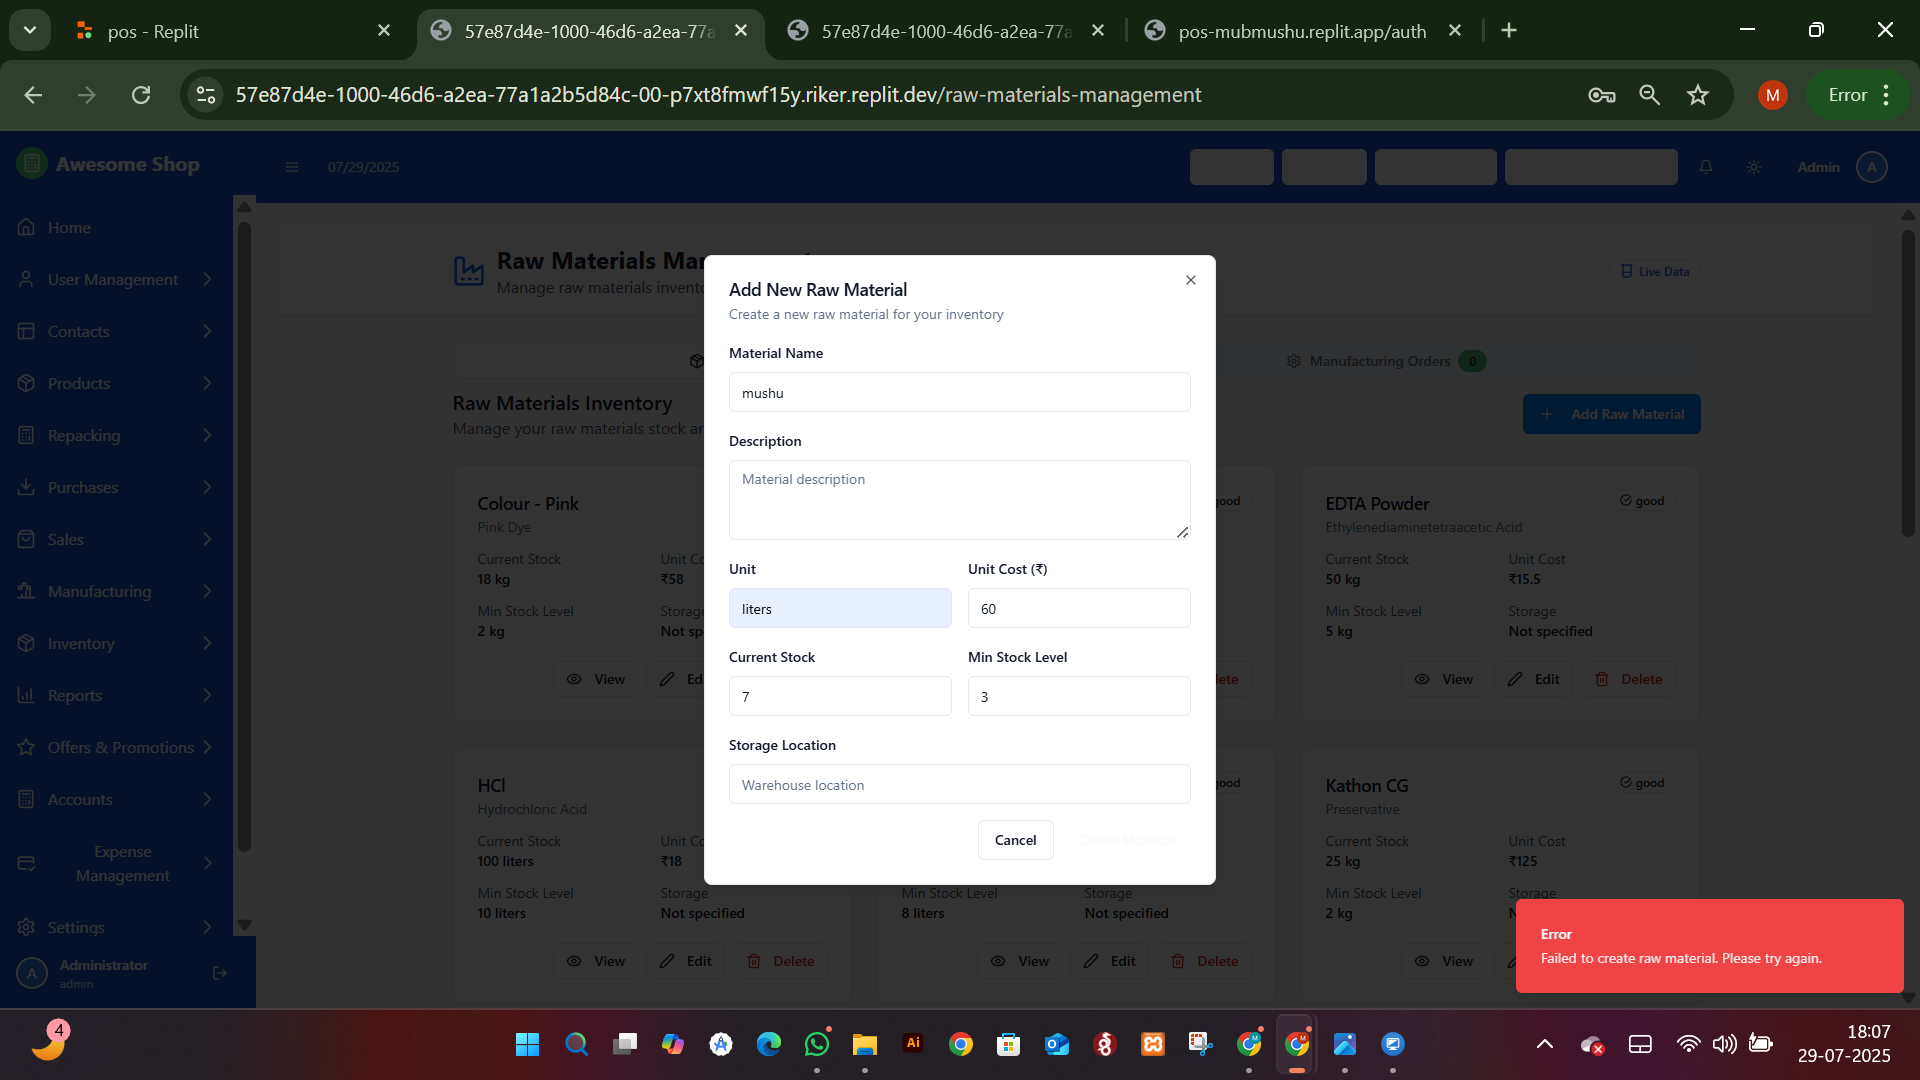 pos - Replit
57e87d4e-1000-46d6-a2ea-77a
57e87d4e-1000-46d6-a2ea-77a
pos-mubmushu.replit.app/auth
57e87d4e-1000-46d6-a2ea-77a1a2b5d84c-00-p7xt8fmwf15y.riker.replit.dev/raw-materials-management
M
Error
Awesome Shop
07/29/2025
Admin
A
Home
User Management
Contacts
Products
Repacking
Purchases
Sales
Manufacturing
Inventory
Reports
Offers & Promotions
Accounts
Expense
Management
Settings
A
Administrator
admin
Raw Materials Ma
Manage raw materials invento
Live Data
Manufacturing Orders 0
Raw Materials Inventory
Manage your raw materials stock an
Add Raw Material
Colour - Pink
Pink Dye
Current Stock
18 kg
Unit Co
₹58
Min Stock Level
2 kg
Storage
Not sp
View
Ed
good
lete
EDTA Powder
good
Ethylenediaminetetraacetic Acid
Current Stock
50 kg
Unit Cost
₹15.5
Min Stock Level
5 kg
Storage
Not specified
View
Edit
Delete
HCl
Hydrochloric Acid
Current Stock
100 liters
Unit Co
₹18
Min Stock Level
10 liters
Storage
Not specified
View
Edit
Delete
good
Min Stock Level
8 liters
Storage
Not specified
View
Edit
Delete
Kathon CG
good
Preservative
Current Stock
25 kg
Unit Cost
₹125
Min Stock Level
2 kg
Storage
N
View
Add New Raw Material
Create a new raw material for your inventory
Material Name
mushu
Description
Material description
Unit
liters
Unit Cost (₹)
60
Current Stock
7
Min Stock Level
3
Storage Location
Warehouse location
Cancel
Create Material
Error
Failed to create raw material. Please try again.
4
Ai
18:07
29-07-2025